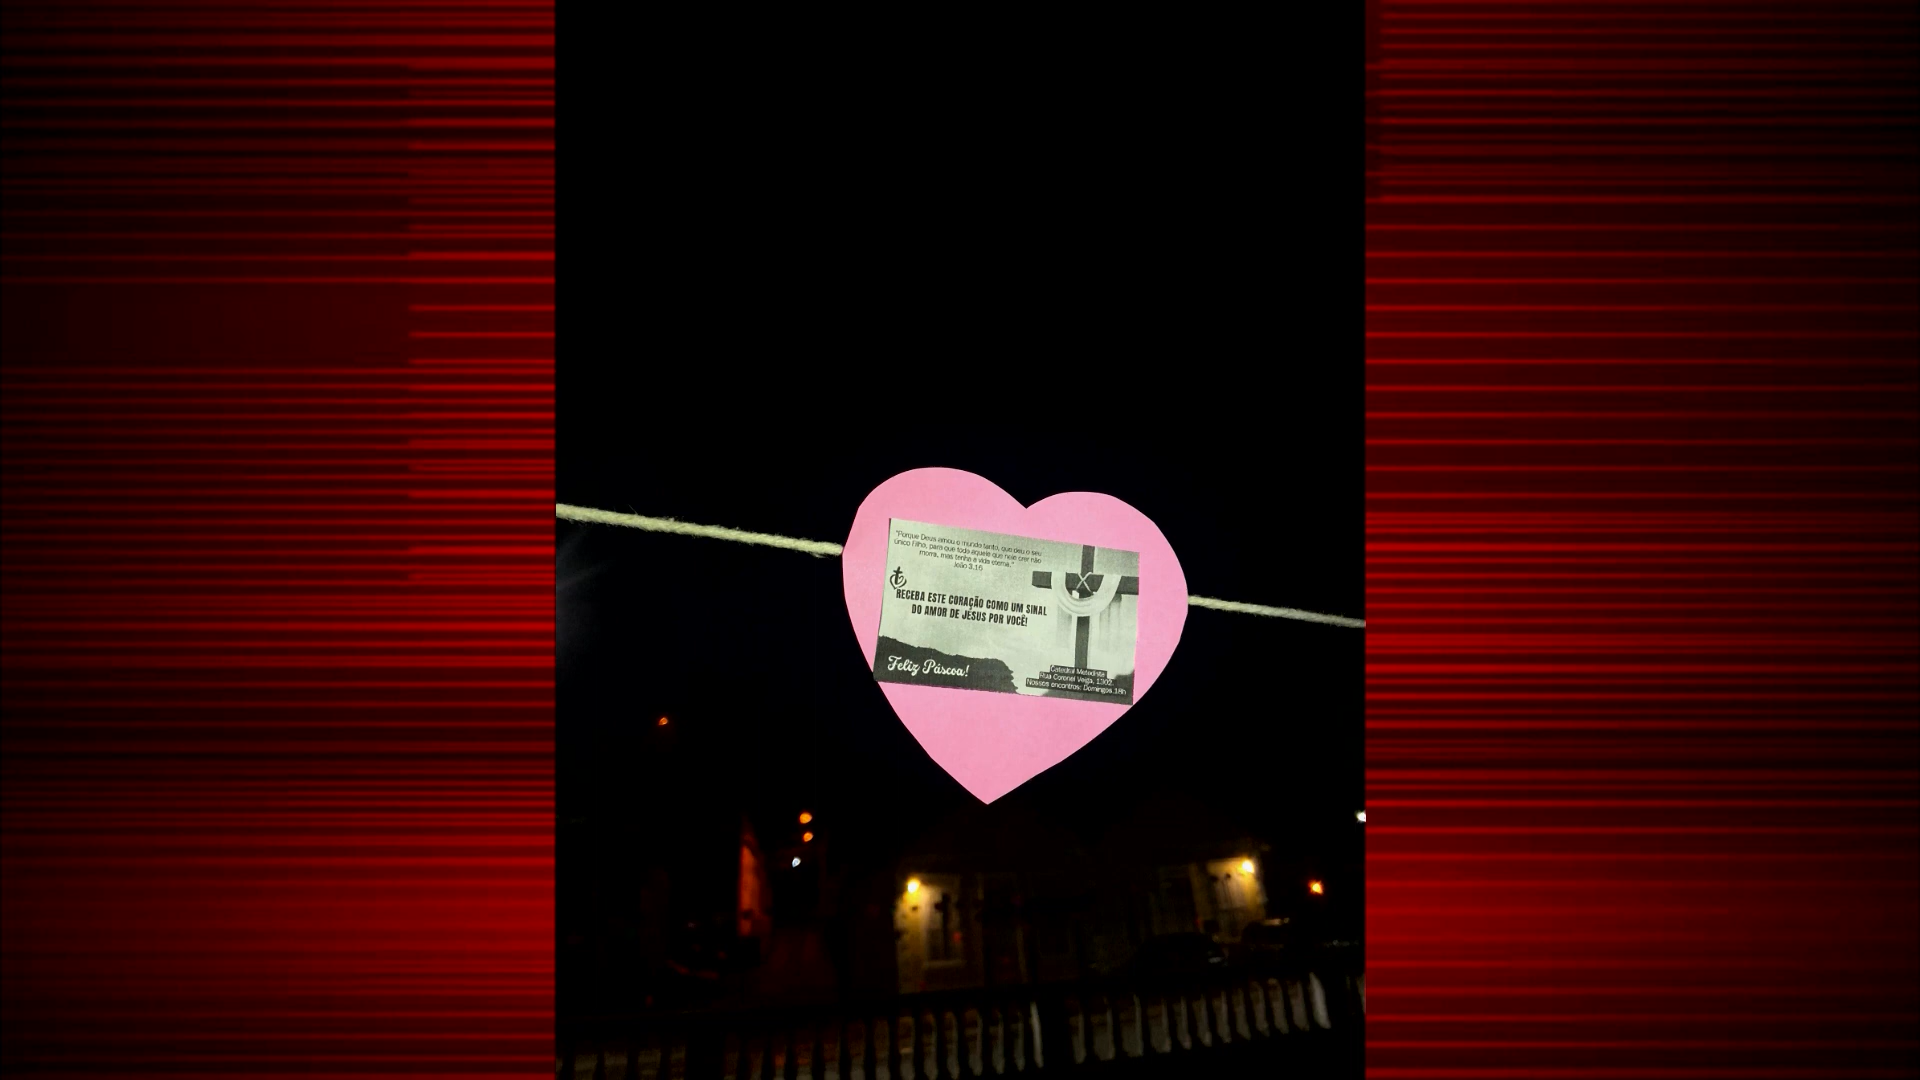 "Porque Deus amou o mundo tanto, que deu o seu
único Filho, para que todo aquele que nele crer não
morra, mas tenha a vida eterna."
João 3.16
RECEBA ESTE CORAÇÃO COMO UM SINAL
DO AMOR DE JESUS POR VOCÊ!
Feliz Páscoa!
Catedral Metodista
Rua Coronel Veiga, 1302
Nossos encontros: Domingos 18h